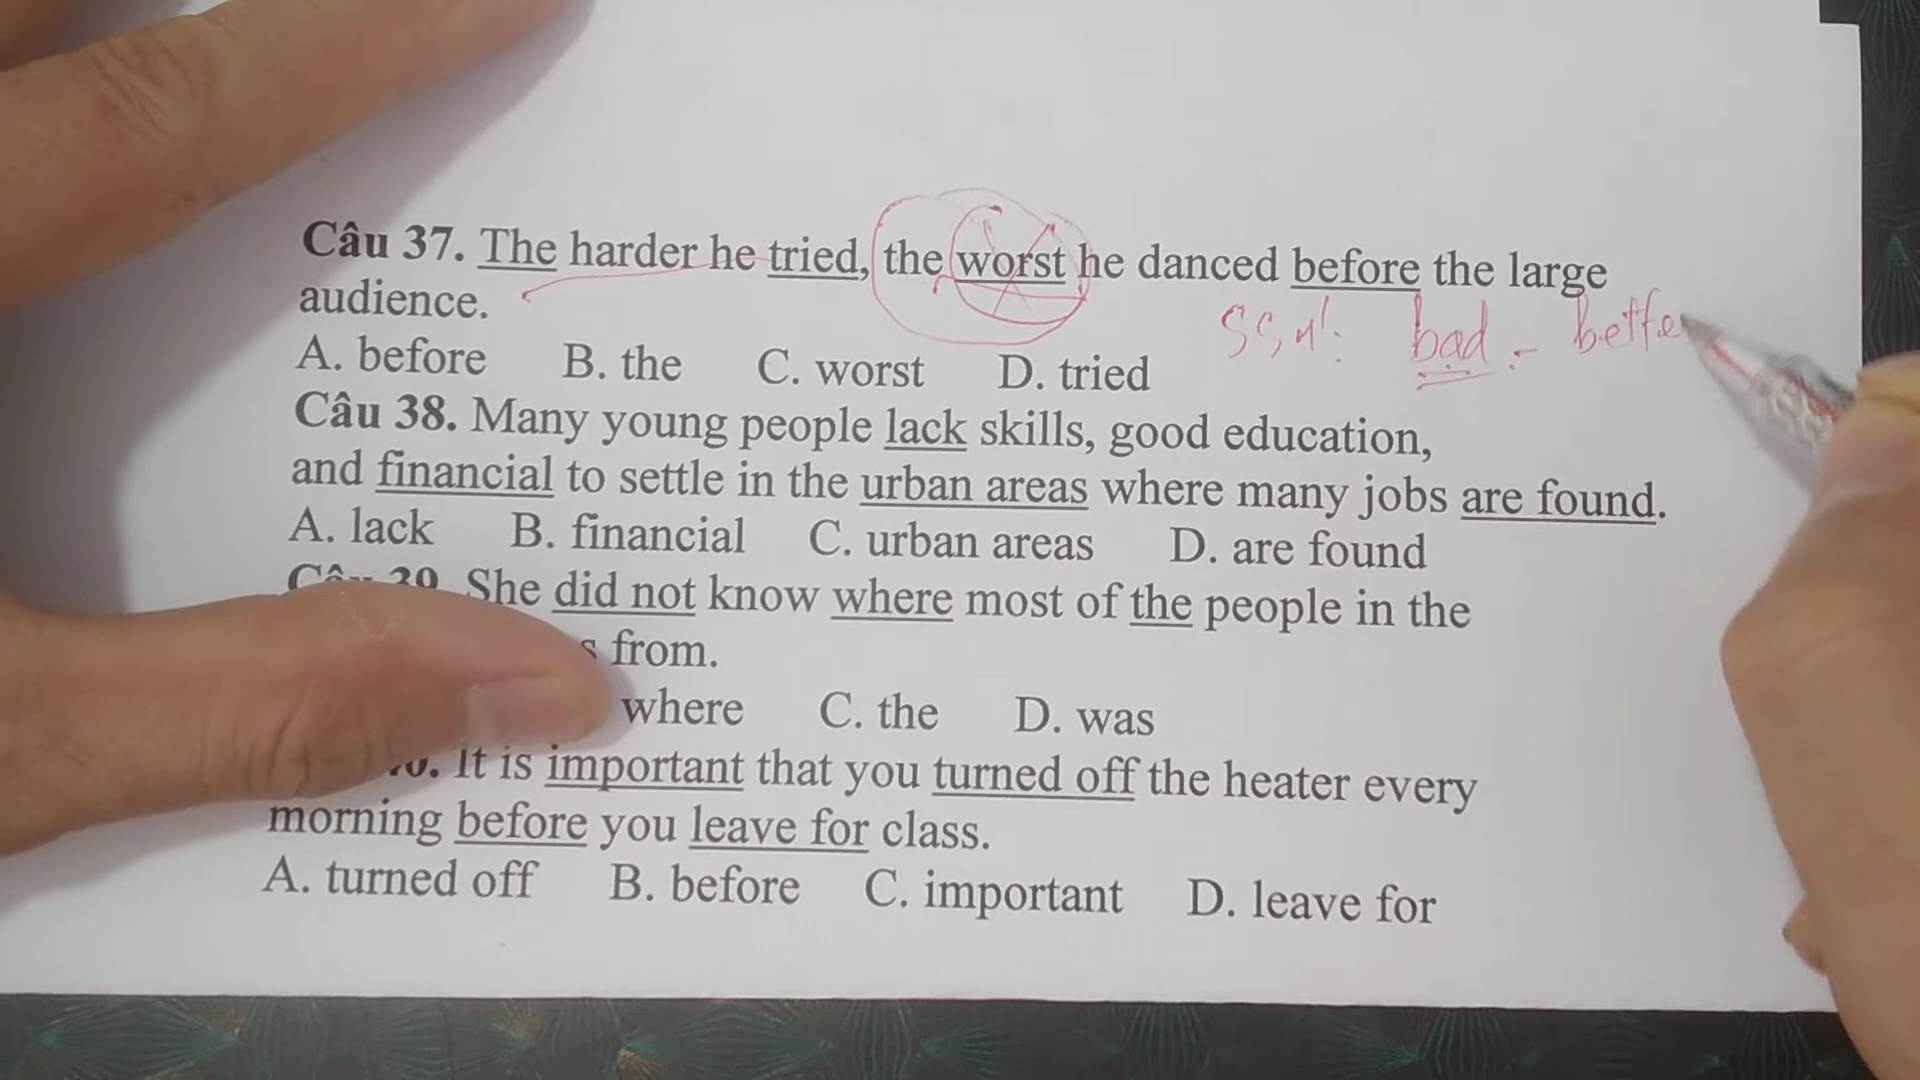 Câu 37. The harder he tried, the worst he danced before the large
audience.
SS n': bad - bette
A. before B. the C. worst D. tried
Câu 38. Many young people lack skills, good education,
and financial to settle in the urban areas where many jobs are found.
A. lack B. financial C. urban areas D. are found
She did not know where most of the people in the
from.
where C. the D. was
It is important that you turned off the heater every
morning before you leave for class.
A. turned off B. before C. important D. leave for